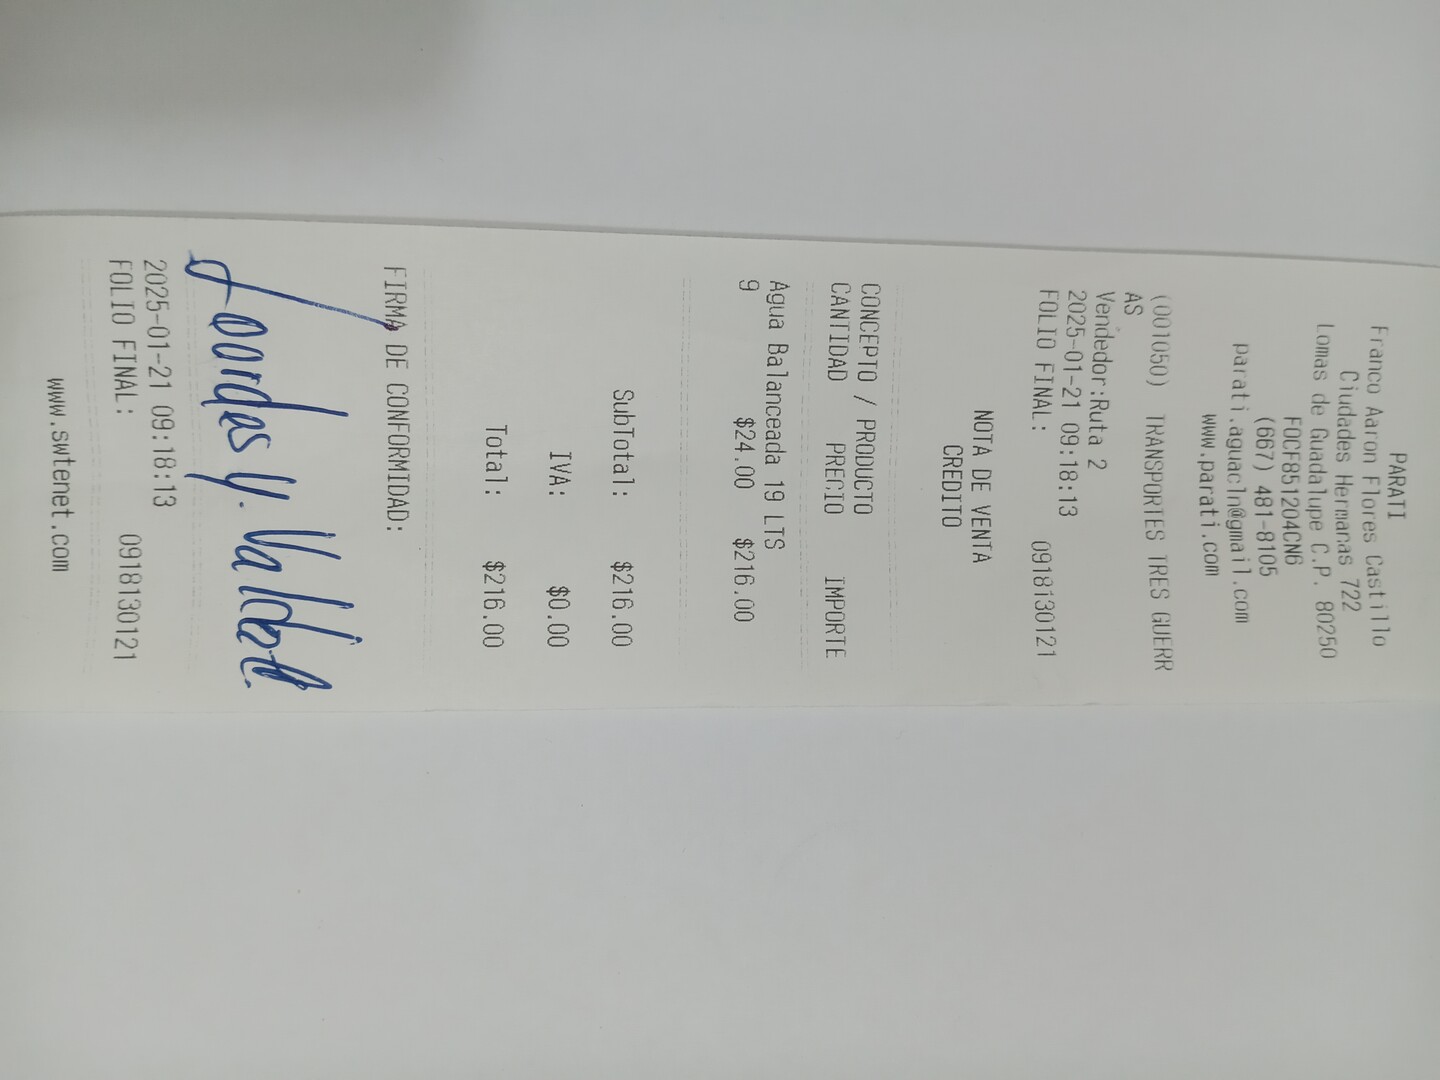 PARATI
Franco Aaron Flores Castillo
Ciudades Hermanas 722
Lomas de Guadalupe C.P. 80250
FOCF851204CN6
(667) 481-8105
parati.aguacln@gmail.com
www.parati.com
(001050) TRANSPORTES TRES GUERR
AS
Vendedor:Ruta 2
2025-01-21 09:18:13
FOLIO FINAL: 0918130121
NOTA DE VENTA
CREDITO
CONCEPTO / PRODUCTO
CANTIDAD PRECIO IMPORTE
Agua Balanceada 19 LTS
9 $24.00 $216.00
SubTotal: $216.00
IVA: $0.00
Total: $216.00
FIRMA DE CONFORMIDAD:
Lourdes Y. Valdez
2025-01-21 09:18:13
FOLIO FINAL: 0918130121
www.swtenet.com